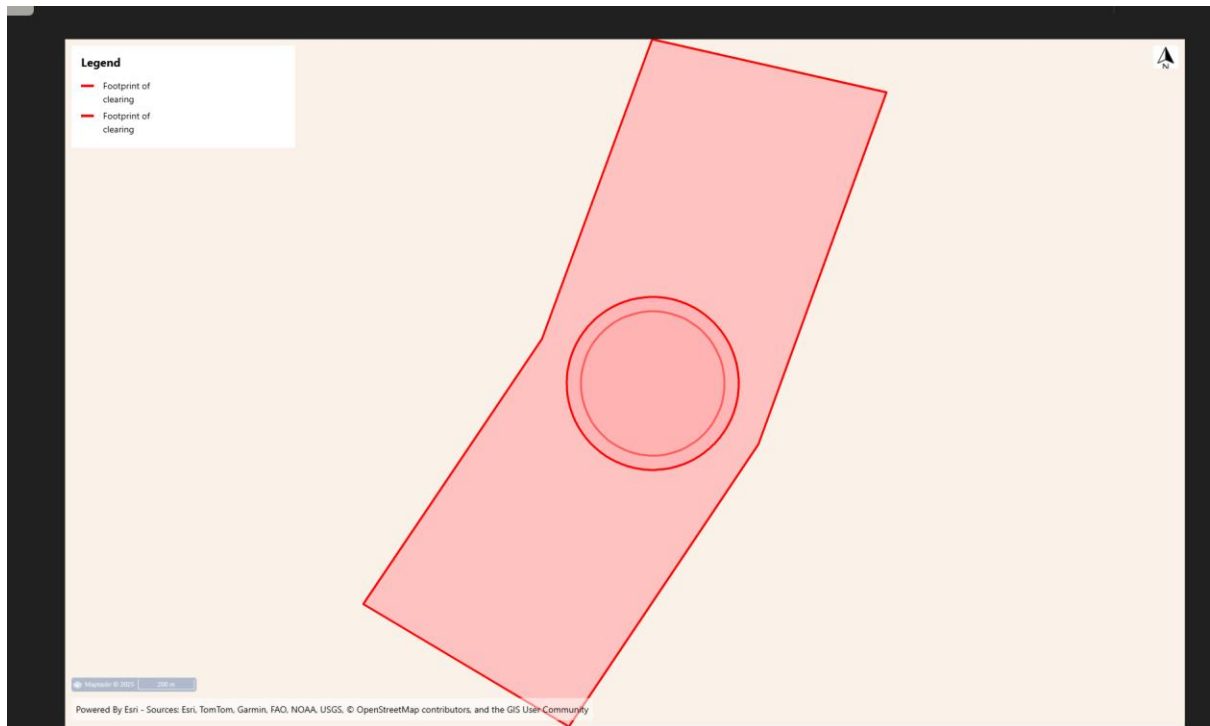 Legend
Footprint of
clearing
Footprint of
clearing
N
Maptaskr © 2025 200 m
Powered By Esri - Sources: Esri, TomTom, Garmin, FAO, NOAA, USGS, © OpenStreetMap contributors, and the GIS User Community